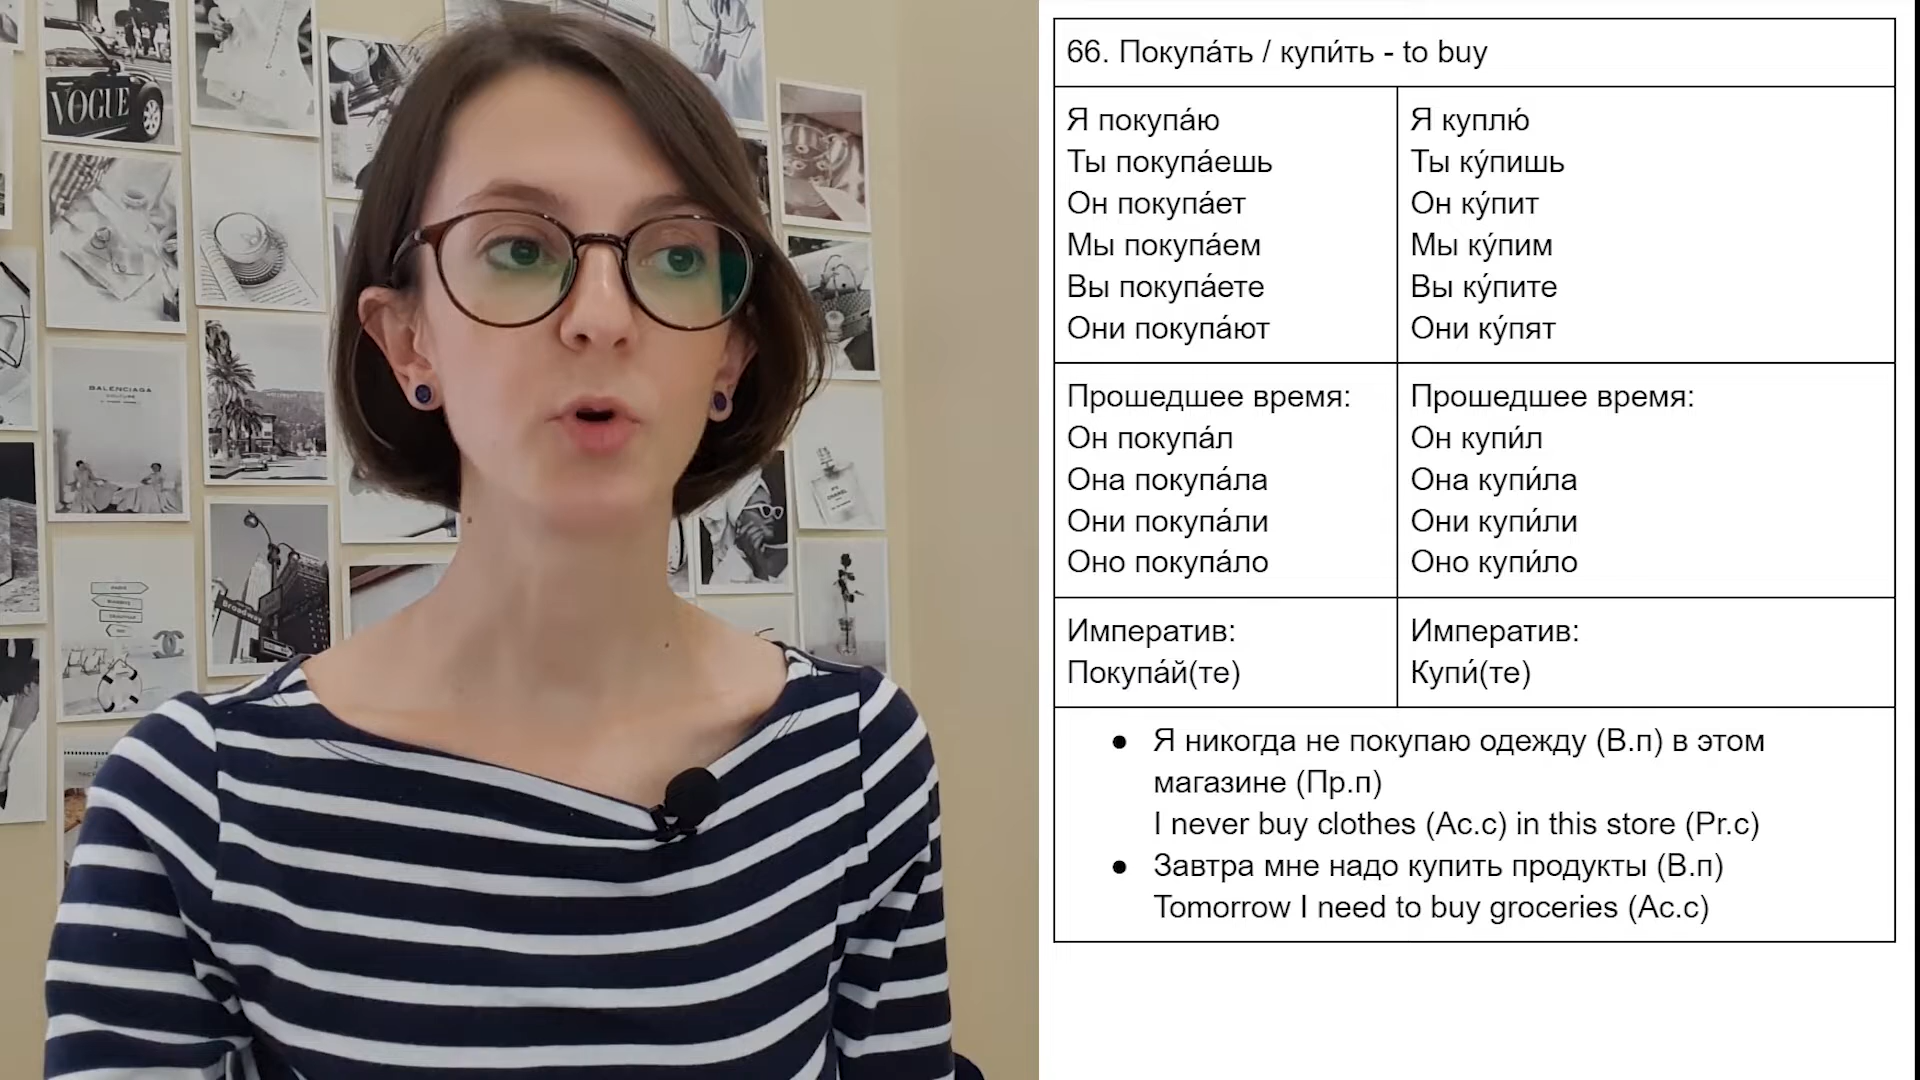 VOGUE
BALENCIAGA
COUTURE
Broadway
CHANEL
66. Покупа́ть / купи́ть - to buy
Я покупа́ю
Ты покупа́ешь
Он покупа́ет
Мы покупа́ем
Вы покупа́ете
Они покупа́ют
Я куплю́
Ты ку́пишь
Он ку́пит
Мы ку́пим
Вы ку́пите
Они ку́пят
Прошедшее время:
Он покупа́л
Она покупа́ла
Они покупа́ли
Оно покупа́ло
Прошедшее время:
Он купи́л
Она купи́ла
Они купи́ли
Оно купи́ло
Императив:
Покупа́й(те)
Императив:
Купи́(те)
● Я никогда не покупаю одежду (В.п) в этом
магазине (Пр.п)
I never buy clothes (Ac.c) in this store (Pr.c)
● Завтра мне надо купить продукты (В.п)
Tomorrow I need to buy groceries (Ac.c)